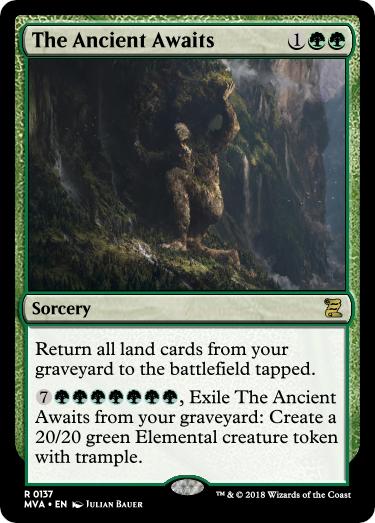 The Ancient Awaits 1
Sorcery
Return all land cards from your
graveyard to the battlefield tapped.
7, Exile The Ancient
Awaits from your graveyard: Create a
20/20 green Elemental creature token
with trample.
R 0137
MVA • EN JULIAN BAUER
™ & © 2018 Wizards of the Coast